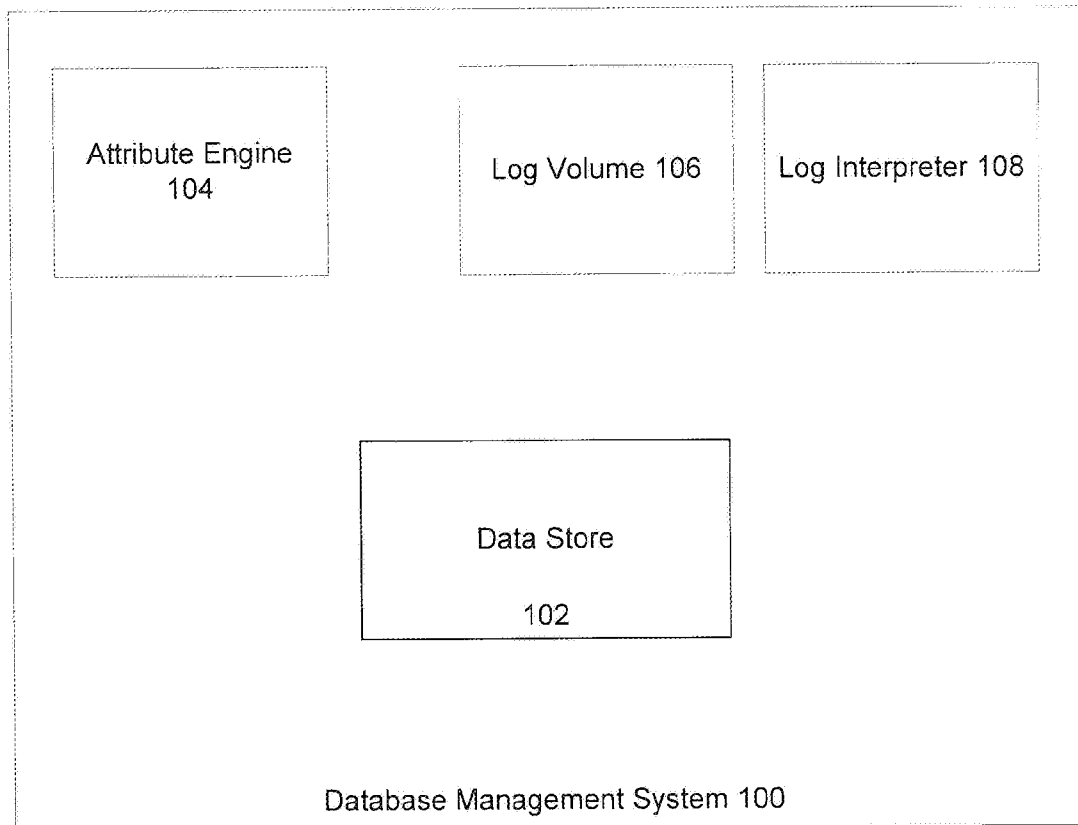 Attribute Engine
104
Log Volume 106
Log Interpreter 108
Data Store
102
Database Management System 100